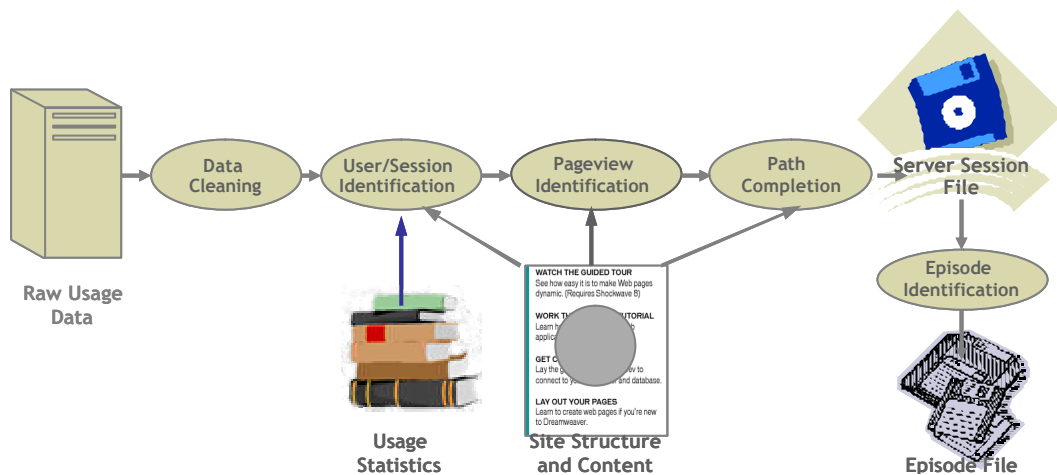 Data
Cleaning
User/Session
Identification
Pageview
Identification
Path
Completion
Server Session
File
Raw Usage
Data
WATCH THE GUIDED TOUR
See how easy it is to make Web pages
dynamic. (Requires Shockwave 8)
WORK TUTORIAL
Learn
GET
Lay the to
connect to and database.
LAY OUT YOUR PAGES
Learn to create web pages if you're new
to Dreamweaver.
Episode
Identification
Usage
Statistics
Site Structure
and Content
Episode File